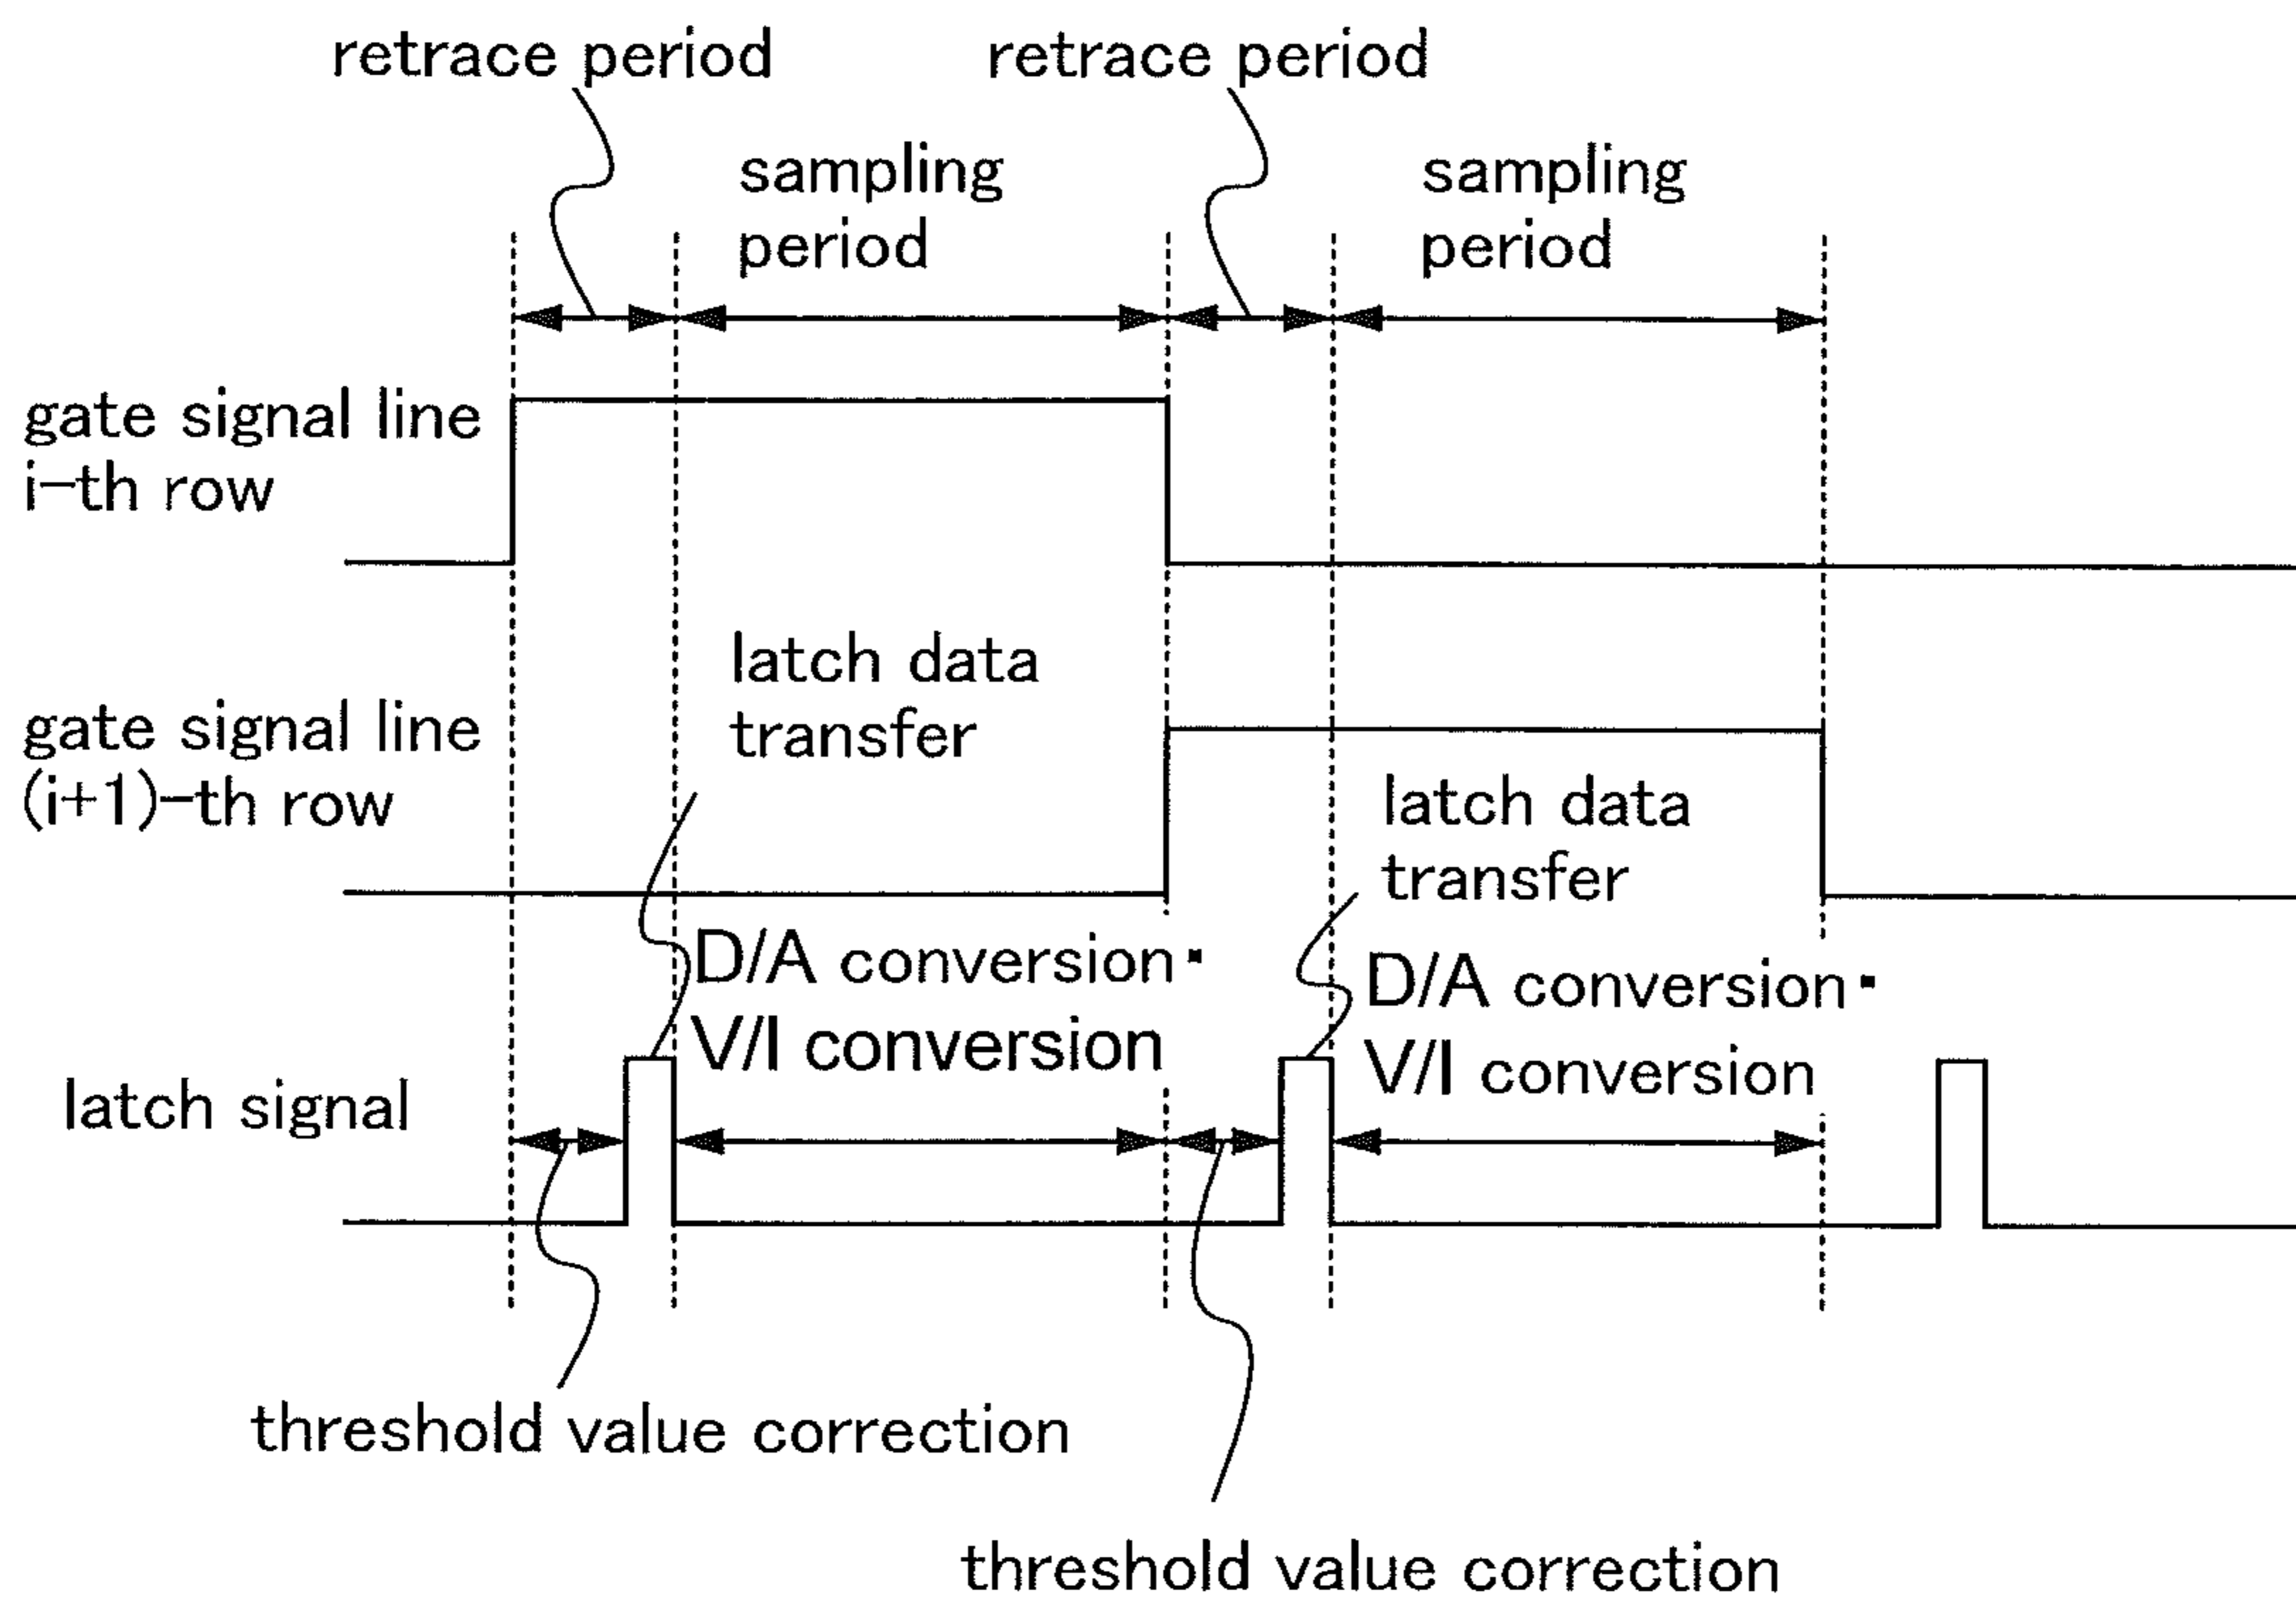 retrace period
retrace period
sampling
period
sampling
period
gate signal line
i-th row
latch data
transfer
gate signal line
(i+1)-th row
latch data
transfer
D/A conversion・
V/I conversion
D/A conversion・
V/I conversion
latch signal
threshold value correction
threshold value correction